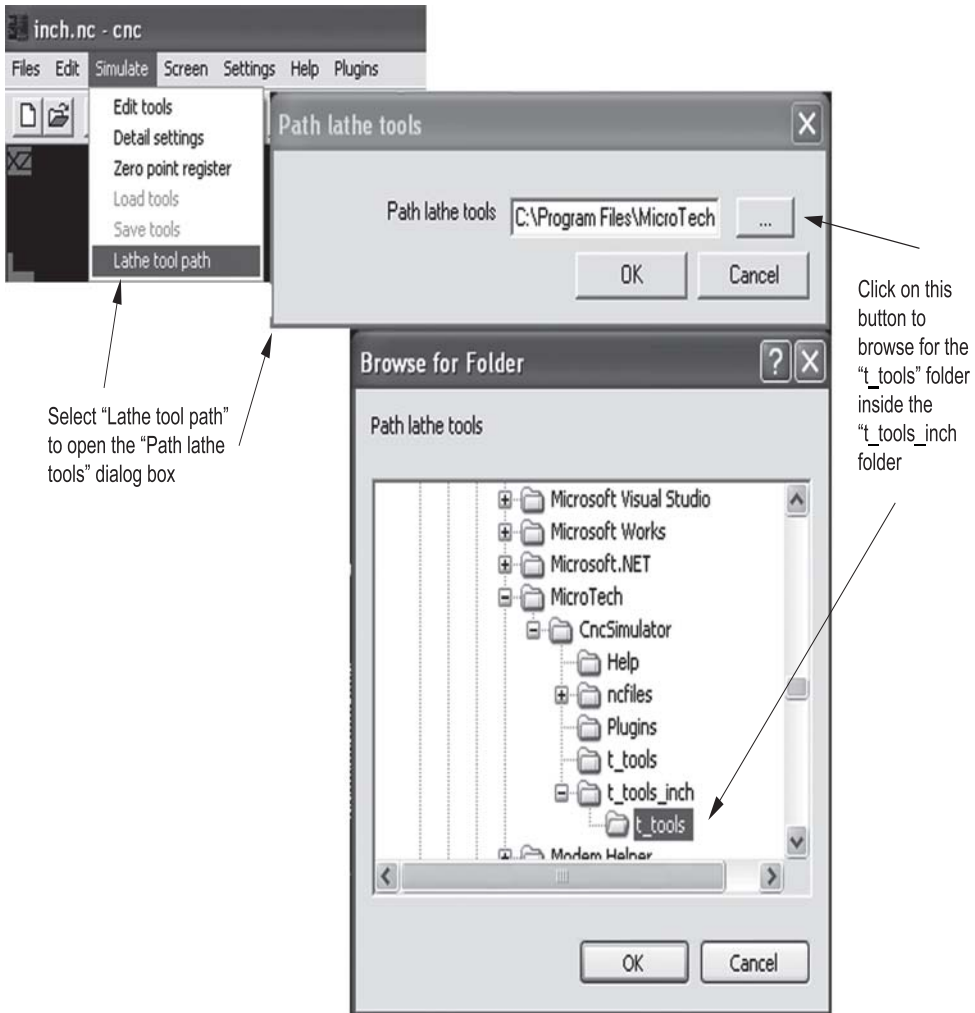 inch.nc - cnc
Files Edit Simulate Screen Settings Help Plugins
Edit tools
Detail settings
Zero point register
Load tools
Save tools
Lathe tool path
XZ
Path lathe tools
Path lathe tools C:\Program Files\MicroTech ...
OK Cancel
Click on this
button to
browse for the
“t_tools” folder
inside the
“t_tools_inch
folder
Select “Lathe tool path”
to open the “Path lathe
tools” dialog box
Browse for Folder
Path lathe tools
Microsoft Visual Studio
Microsoft Works
Microsoft.NET
MicroTech
CncSimulator
Help
ncfiles
Plugins
t_tools
t_tools_inch
t_tools
Modem Helper
OK Cancel